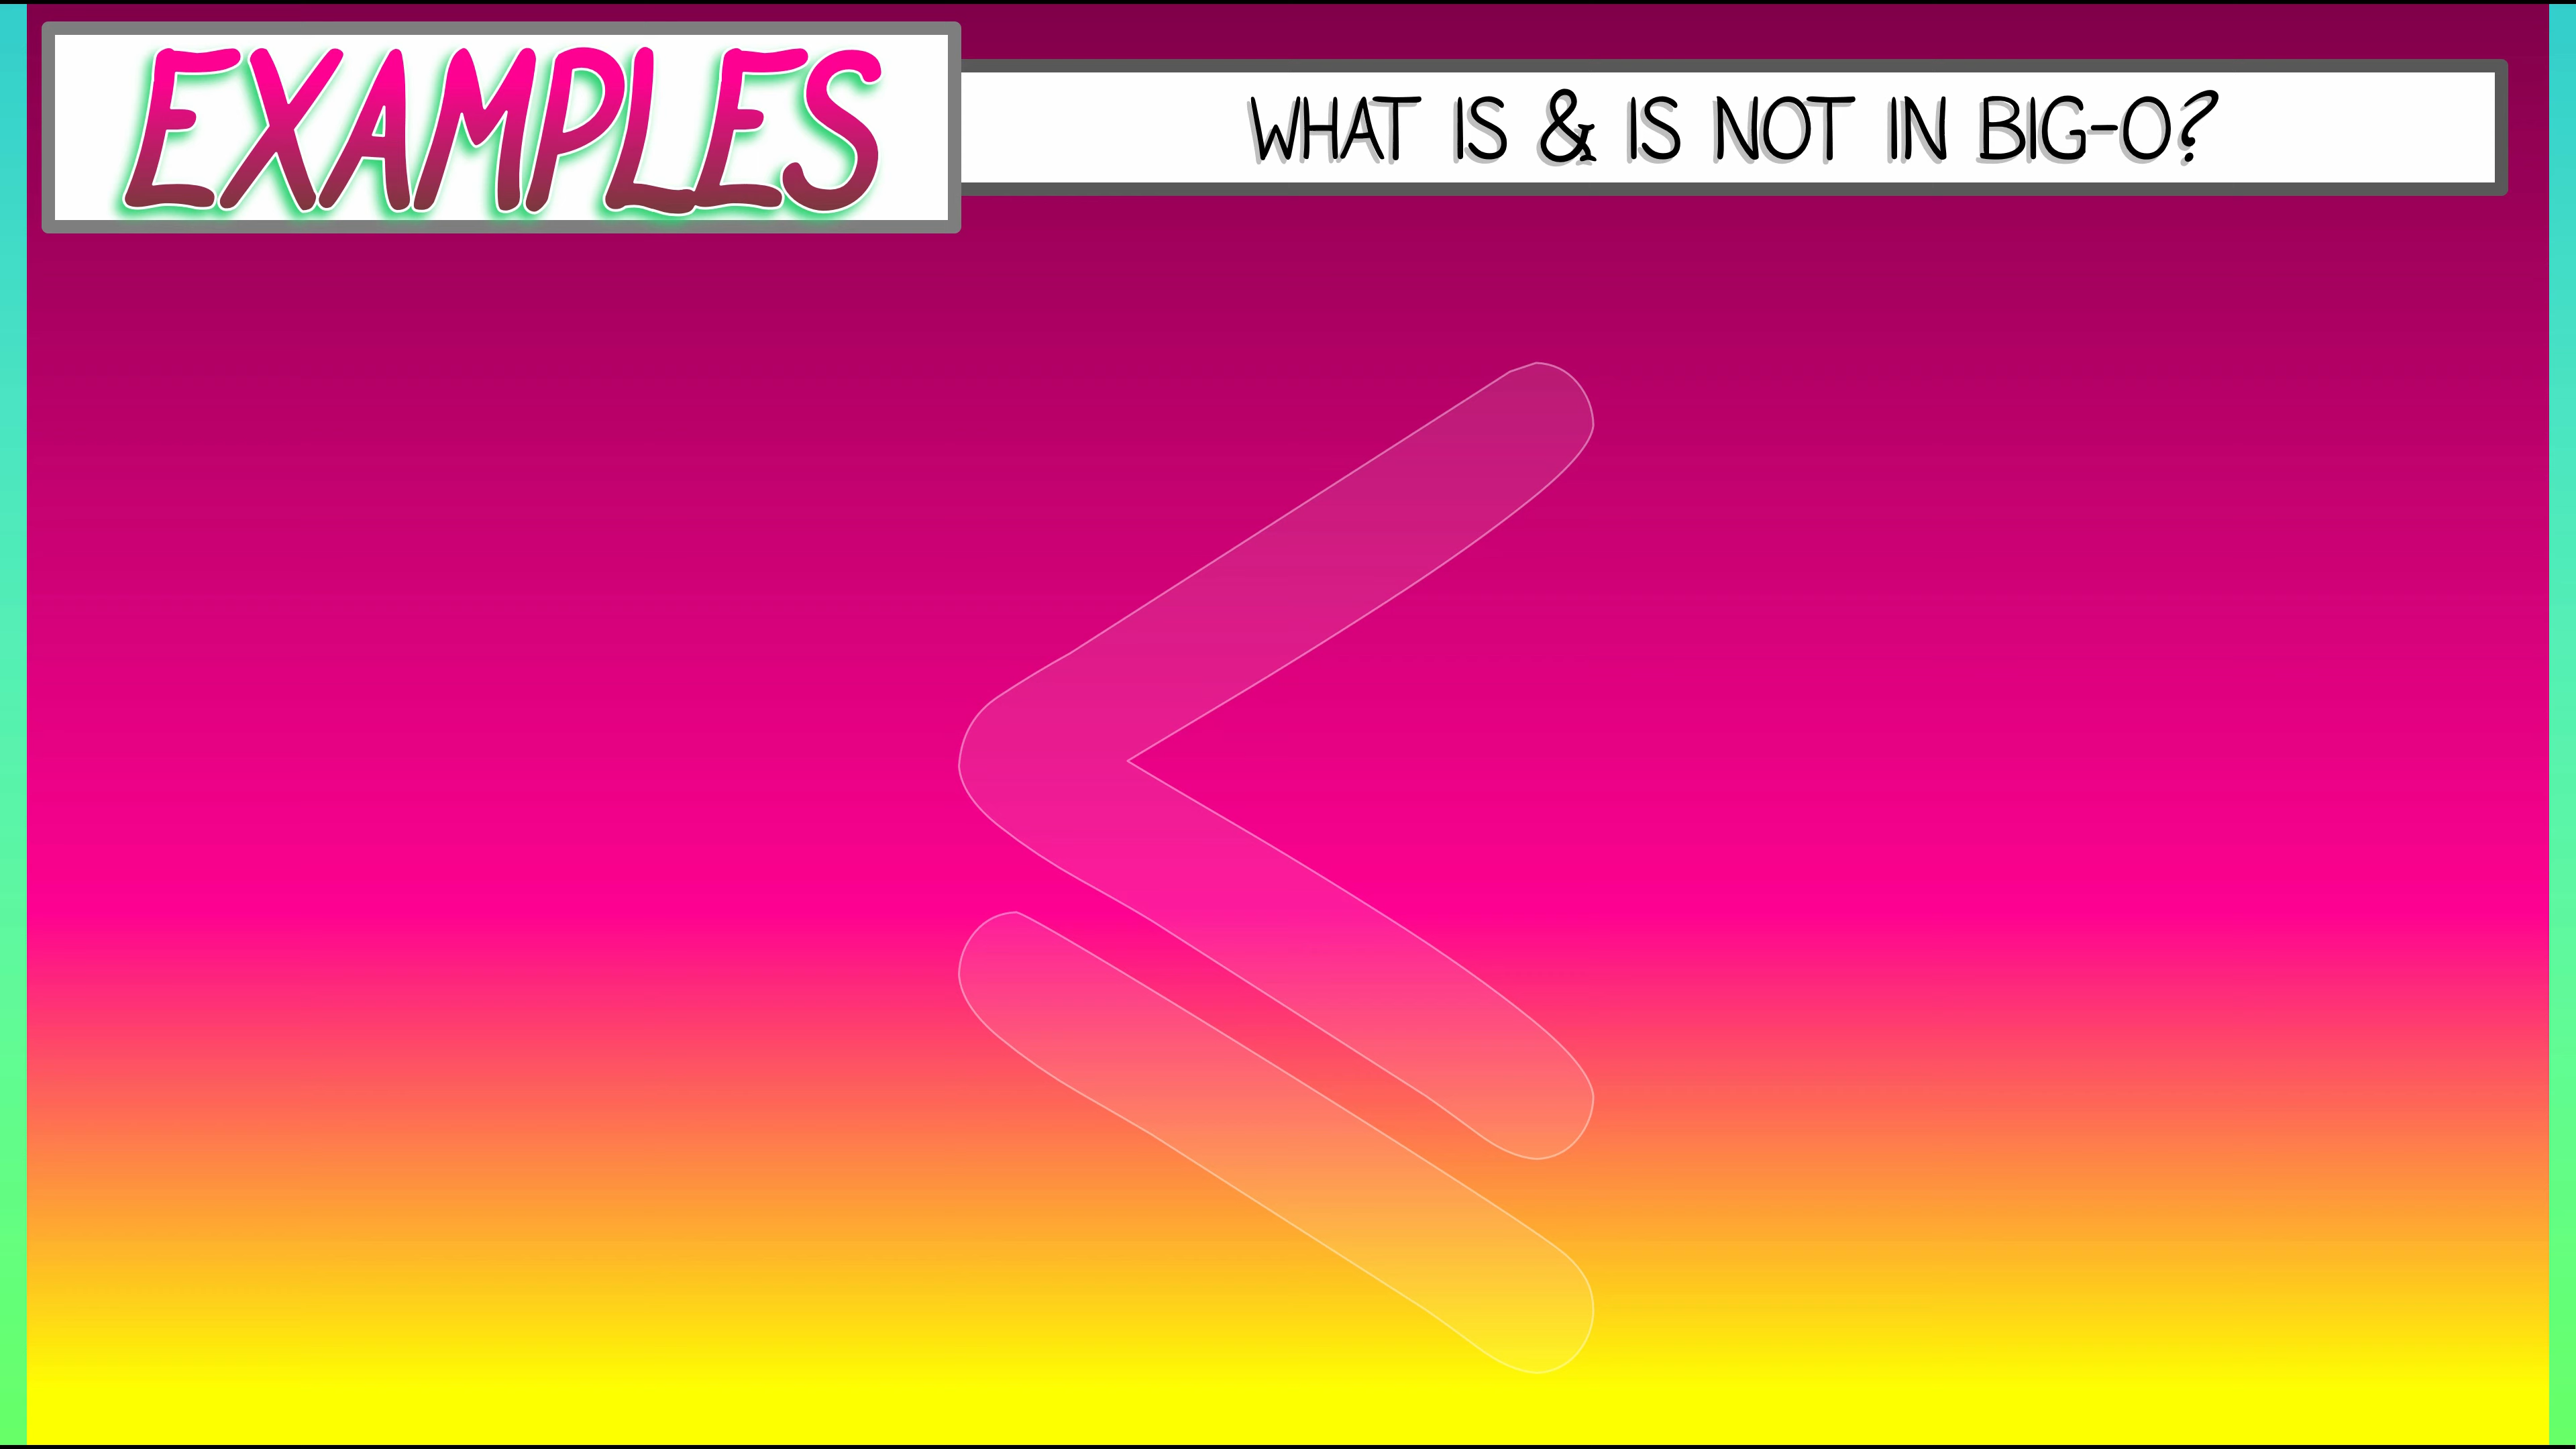 EXAMPLES
WHAT IS & IS NOT IN BIG-O?
⩽